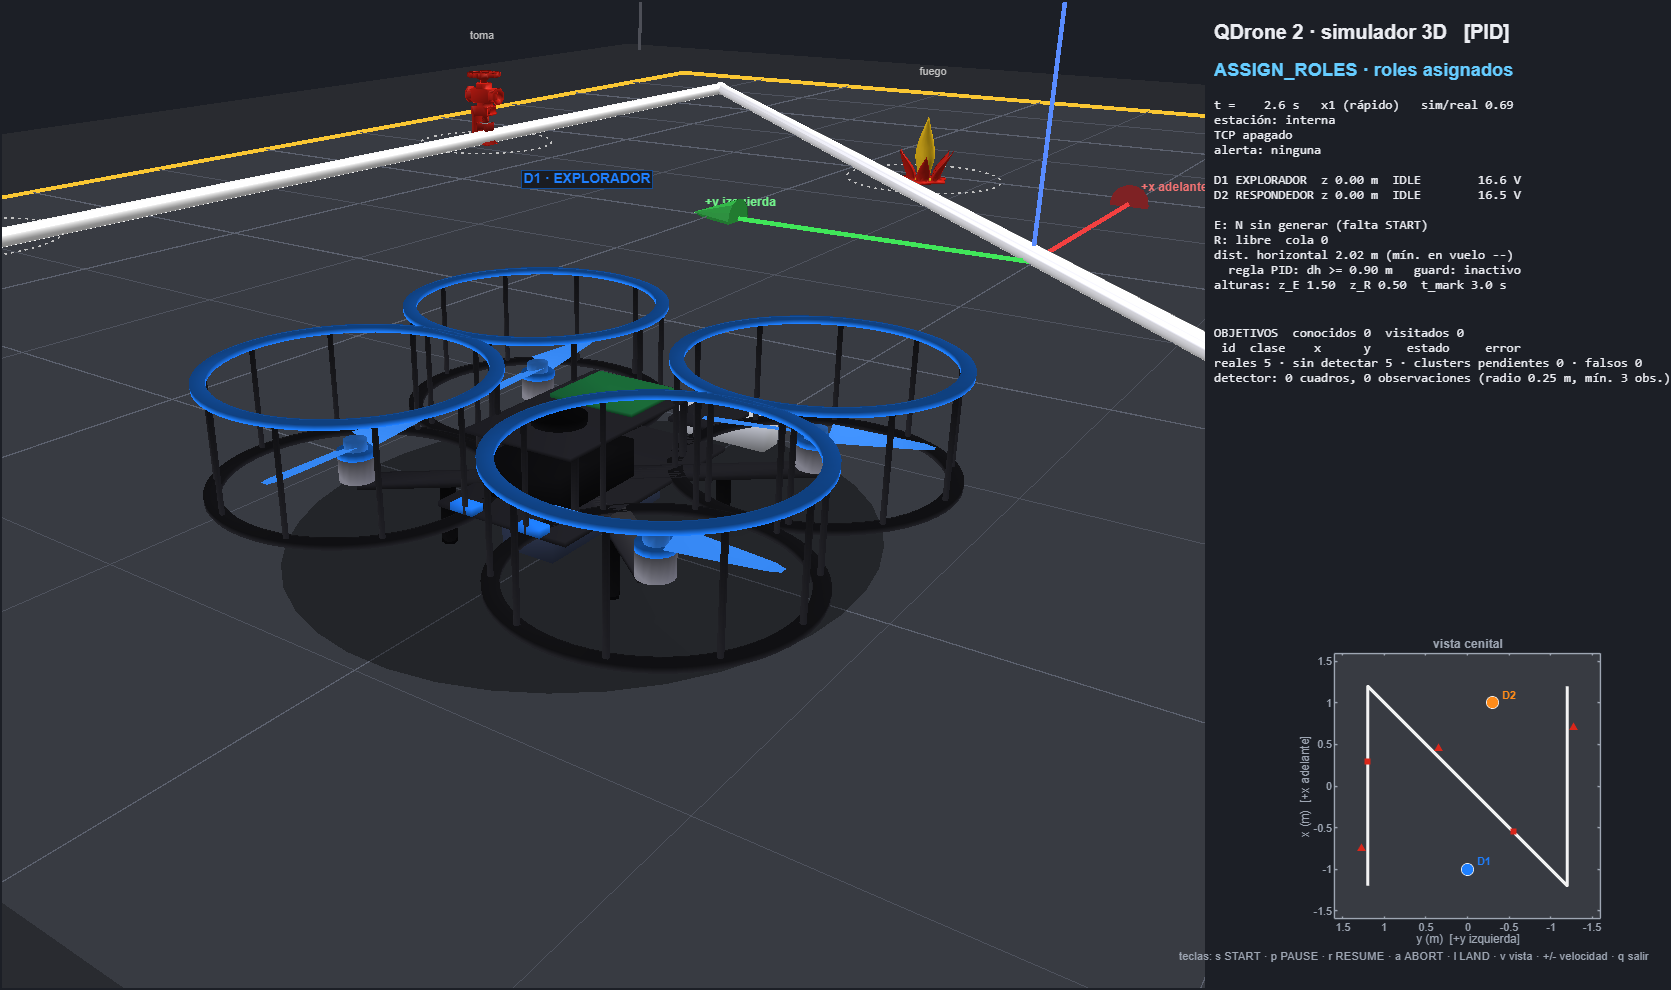 toma
fuego
D1 · EXPLORADOR
+y izquierda
+x adelante
QDrone 2 · simulador 3D [PID]
ASSIGN_ROLES · roles asignados
t = 2.6 s x1 (rápido) sim/real 0.69
estación: interna
TCP apagado
alerta: ninguna
D1 EXPLORADOR z 0.00 m IDLE 16.6 V
D2 RESPONDEDOR z 0.00 m IDLE 16.5 V
E: N sin generar (falta START)
R: libre cola 0
dist. horizontal 2.02 m (mín. en vuelo --)
regla PID: dh >= 0.90 m guard: inactivo
alturas: z_E 1.50 z_R 0.50 t_mark 3.0 s
OBJETIVOS conocidos 0 visitados 0
id clase x y estado error
reales 5 · sin detectar 5 · clusters pendientes 0 · falsos 0
detector: 0 cuadros, 0 observaciones (radio 0.25 m, mín. 3 obs.)
vista cenital
1.5
1
0.5
0
-0.5
-1
-1.5
x (m) [+x adelante]
D2
D1
1.5 1 0.5 0 -0.5 -1 -1.5
y (m) [+y izquierda]
teclas: s START · p PAUSE · r RESUME · a ABORT · l LAND · v vista · +/- velocidad · q salir